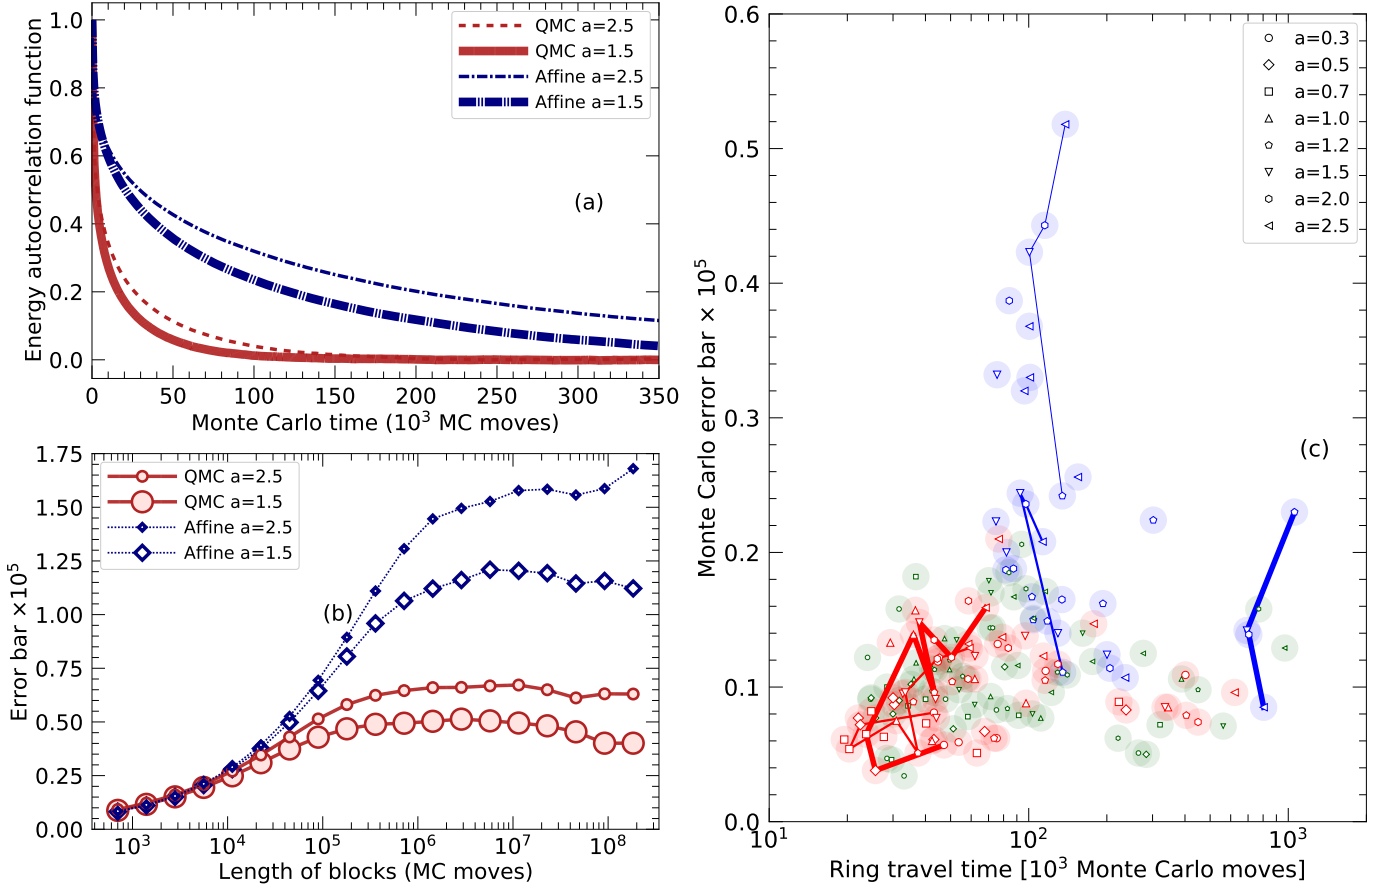 1.0
0.8
0.6
0.4
0.2
0.0
Energy autocorrelation function
QMC a=2.5
QMC a=1.5
Affine a=2.5
Affine a=1.5
(a)
0 50 100 150 200 250 300 350
Monte Carlo time (10³ MC moves)
1.75
1.50
1.25
1.00
0.75
0.50
0.25
0.00
Error bar ×10⁵
QMC a=2.5
QMC a=1.5
Affine a=2.5
Affine a=1.5
(b)
10³ 10⁴ 10⁵ 10⁶ 10⁷ 10⁸
Length of blocks (MC moves)
0.6
0.5
0.4
0.3
0.2
0.1
0.0
Monte Carlo error bar × 10⁵
a=0.3
a=0.5
a=0.7
a=1.0
a=1.2
a=1.5
a=2.0
a=2.5
(c)
10¹ 10² 10³
Ring travel time [10³ Monte Carlo moves]